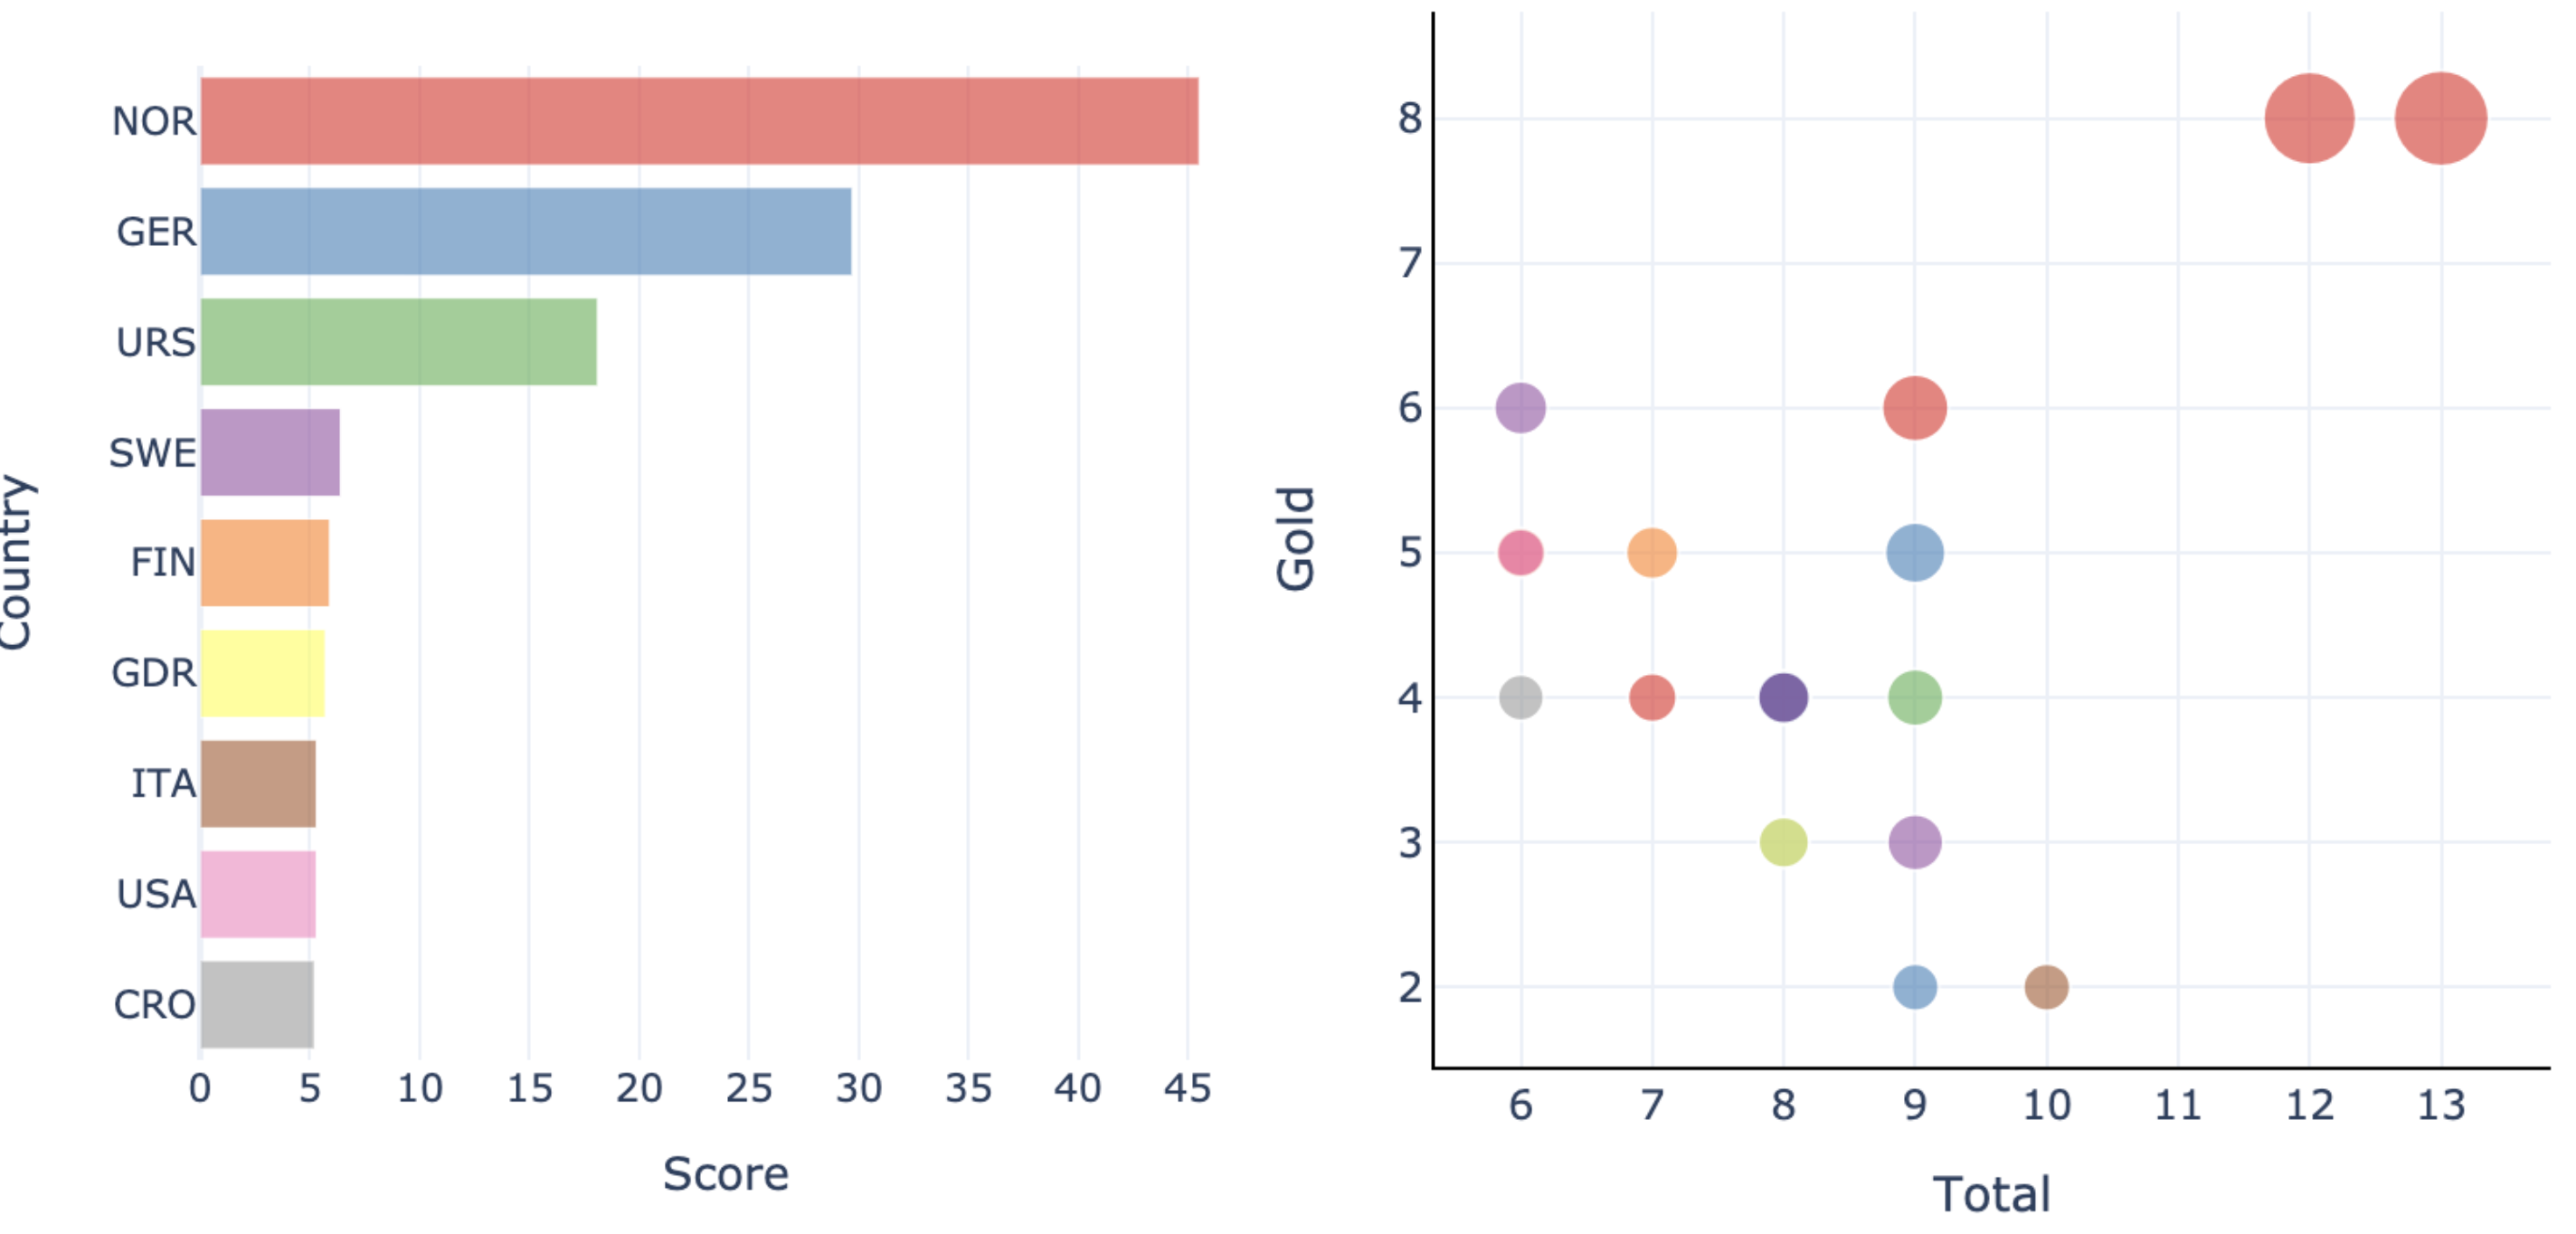 Country
NOR
GER
URS
SWE
FIN
GDR
ITA
USA
CRO
0 5 10 15 20 25 30 35 40 45
Score
Gold
8
7
6
5
4
3
2
6 7 8 9 10 11 12 13
Total